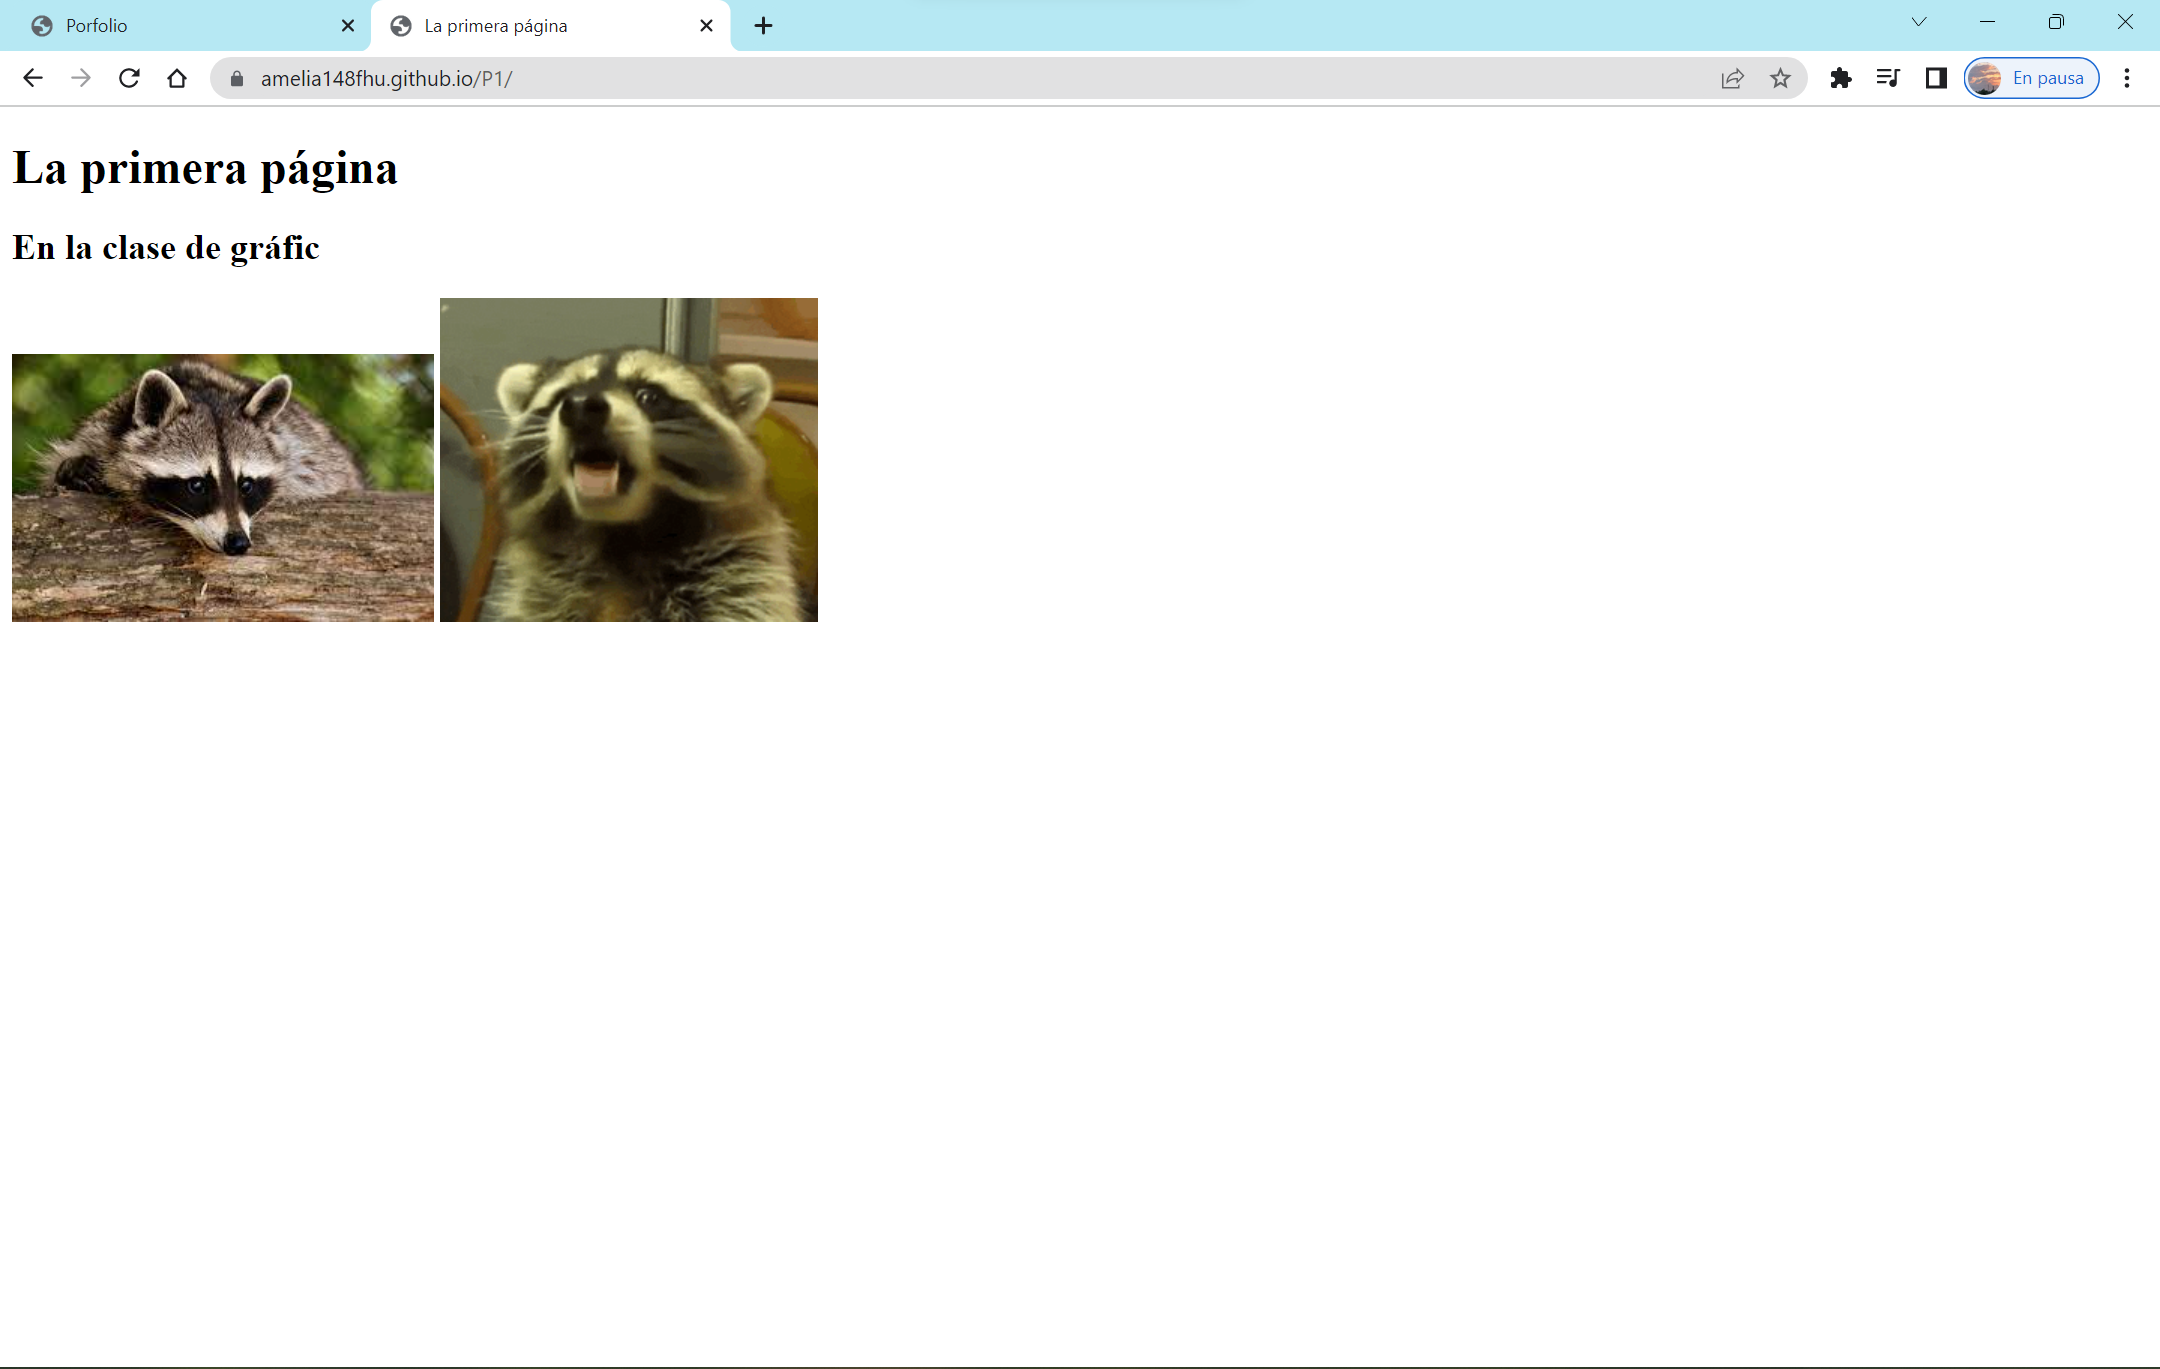 Porfolio
La primera página
amelia148fhu.github.io/P1/
En pausa
La primera página
En la clase de gráfic